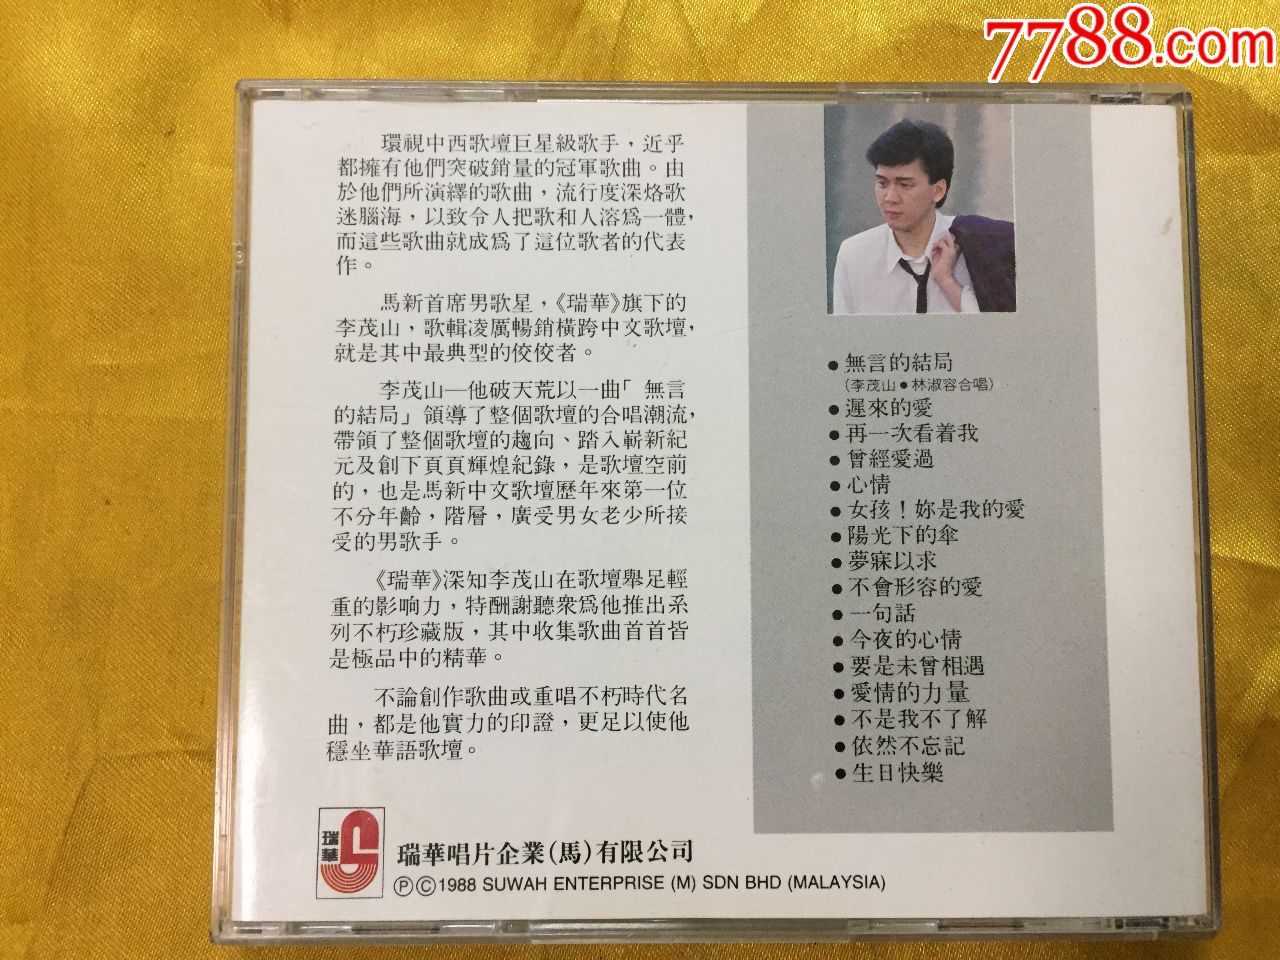 7788.com
環視中西歌壇巨星級歌手，近乎
都擁有他們突破銷量的冠軍歌曲。由
於他們所演繹的歌曲，流行度深烙歌
迷腦海，以致令人把歌和人溶爲一體，
而這些歌曲就成爲了這位歌者的代表
作。
馬新首席男歌星，《瑞華》旗下的
李茂山，歌輯凌厲暢銷橫跨中文歌壇，
就是其中最典型的佼佼者。
李茂山—他破天荒以一曲「無言
的結局」領導了整個歌壇的合唱潮流，
帶領了整個歌壇的趨向、踏入嶄新紀
元及創下頁頁輝煌紀錄，是歌壇空前
的，也是馬新中文歌壇歷年來第一位
不分年齡，階層，廣受男女老少所接
受的男歌手。
《瑞華》深知李茂山在歌壇舉足輕
重的影响力，特酬謝聽衆爲他推出系
列不朽珍藏版，其中收集歌曲首首皆
是極品中的精華。
不論創作歌曲或重唱不朽時代名
曲，都是他實力的印證，更足以使他
穩坐華語歌壇。
●無言的結局
(李茂山●林淑容合唱)
●遲來的愛
●再一次看着我
●曾經愛過
●心情
●女孩！妳是我的愛
●陽光下的傘
●夢寐以求
●不會形容的愛
●一句話
●今夜的心情
●要是未曾相遇
●愛情的力量
●不是我不了解
●依然不忘記
●生日快樂
瑞華
瑞華唱片企業(馬)有限公司
ⓅⒸ1988 SUWAH ENTERPRISE (M) SDN BHD (MALAYSIA)